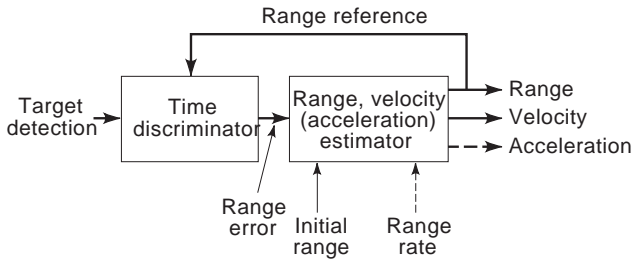 Range reference
Target
detection
Time
discriminator
Range, velocity
(acceleration)
estimator
Range
Velocity
Acceleration
Range
error
Initial
range
Range
rate